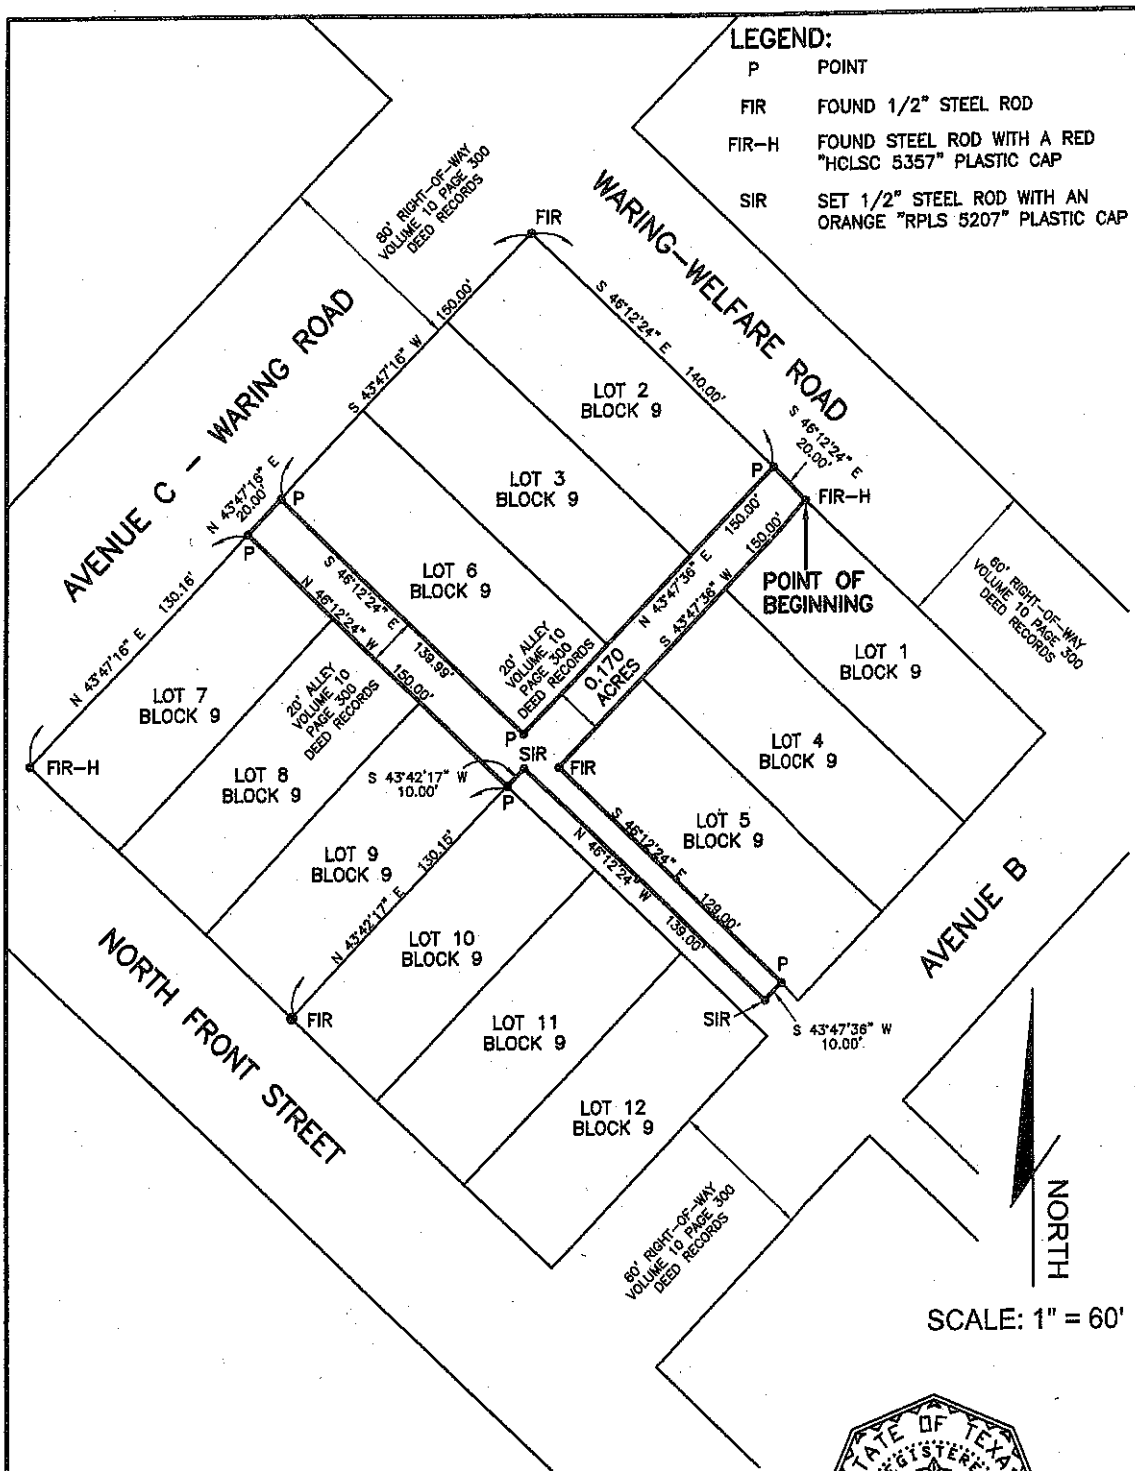 LEGEND:
P POINT
FIR FOUND 1/2" STEEL ROD
FIR-H FOUND STEEL ROD WITH A RED
"HCLSC 5357" PLASTIC CAP
SIR SET 1/2" STEEL ROD WITH AN
ORANGE "RPLS 5207" PLASTIC CAP
80' RIGHT-OF-WAY
VOLUME 10 PAGE 300
DEED RECORDS
FIR
WARING-WELFARE ROAD
S 43°47'16" W 150.00'
S 46°12'24" E 140.00'
AVENUE C - WARING ROAD
LOT 2
BLOCK 9
S 46°12'24" E
20.00'
P
FIR-H
LOT 3
BLOCK 9
N 43°47'16" E
20.00'
P
P
N 43°47'36" E 150.00'
S 43°47'36" W 150.00'
POINT OF
BEGINNING
60' RIGHT-OF-WAY
VOLUME 10 PAGE 300
DEED RECORDS
LOT 6
BLOCK 9
S 46°12'24" E 139.99'
N 46°12'24" W 150.00'
N 43°47'16" E 130.16'
20' ALLEY
VOLUME 10
PAGE 300
DEED RECORDS
0.170
ACRES
LOT 1
BLOCK 9
LOT 7
BLOCK 9
20' ALLEY
VOLUME 10
PAGE 300
DEED RECORDS
P
SIR
FIR
LOT 4
BLOCK 9
FIR-H
LOT 8
BLOCK 9
S 43°42'17" W
10.00'
P
LOT 5
BLOCK 9
S 46°12'24" E 129.00'
N 46°12'24" W 139.00'
LOT 9
BLOCK 9
N 43°42'17" E 130.15'
AVENUE B
LOT 10
BLOCK 9
P
NORTH FRONT STREET
FIR
SIR
S 43°47'36" W
10.00'
LOT 11
BLOCK 9
LOT 12
BLOCK 9
60' RIGHT-OF-WAY
VOLUME 10 PAGE 300
DEED RECORDS
NORTH
SCALE: 1" = 60'
STATE OF TEXAS
REGISTERE